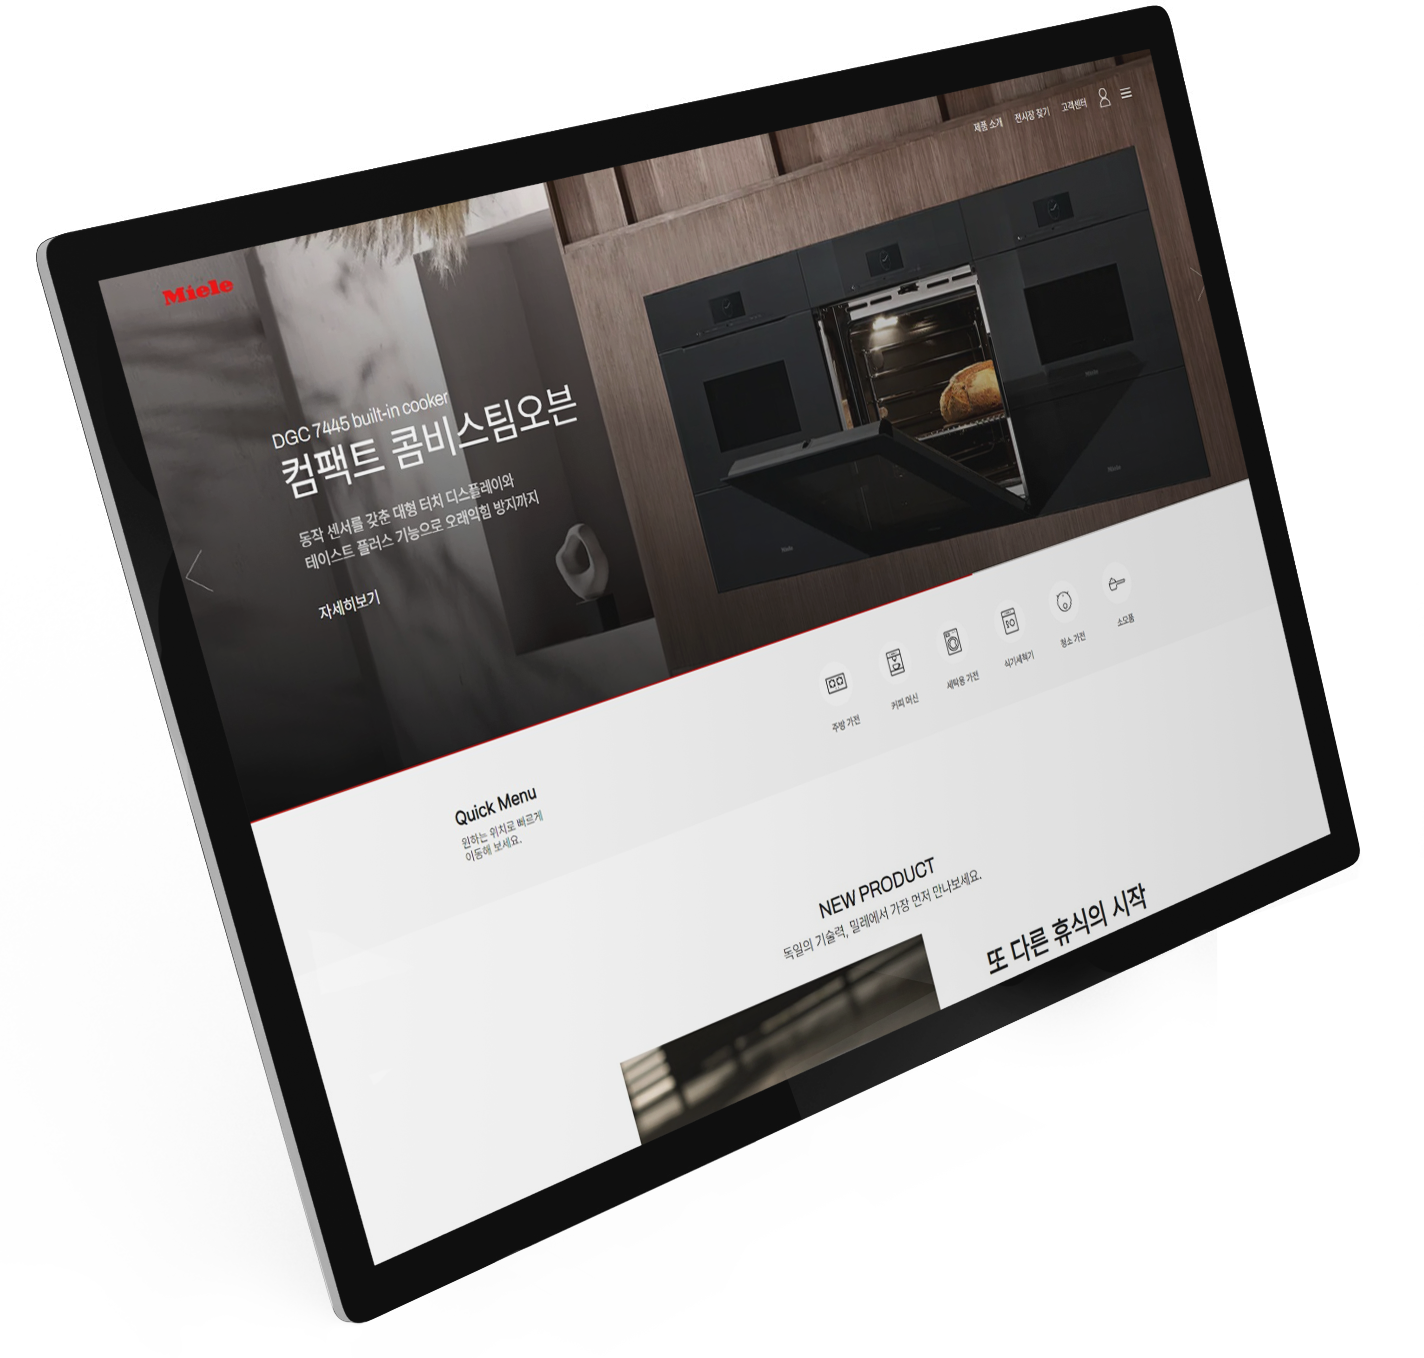 Miele
제품 소개 전시장 찾기 고객센터
DGC 7445 built-in cooker
컴팩트 콤비스팀오븐
동작 센서를 갖춘 대형 터치 디스플레이와
테이스트 플러스 기능으로 오래익힘 방지까지
자세히보기
Quick Menu
원하는 위치로 빠르게
이동해 보세요.
주방 가전 커피 머신 세탁용 가전 식기세척기 청소 가전 소모품
NEW PRODUCT
독일의 기술력, 밀레에서 가장 먼저 만나보세요.
또 다른 휴식의 시작